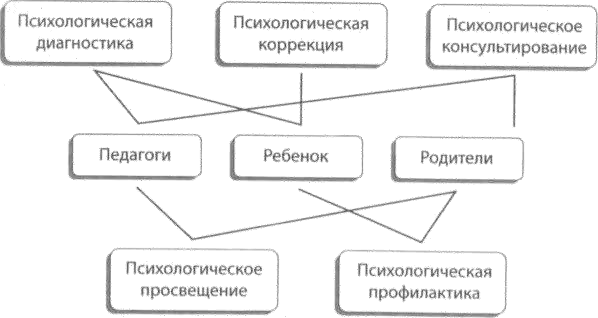 Психологическая
диагностика
Психологическая
коррекция
Психологическое
консультирование
Педагоги
Ребенок
Родители
Психологическое
просвещение
Психологическая
профилактика